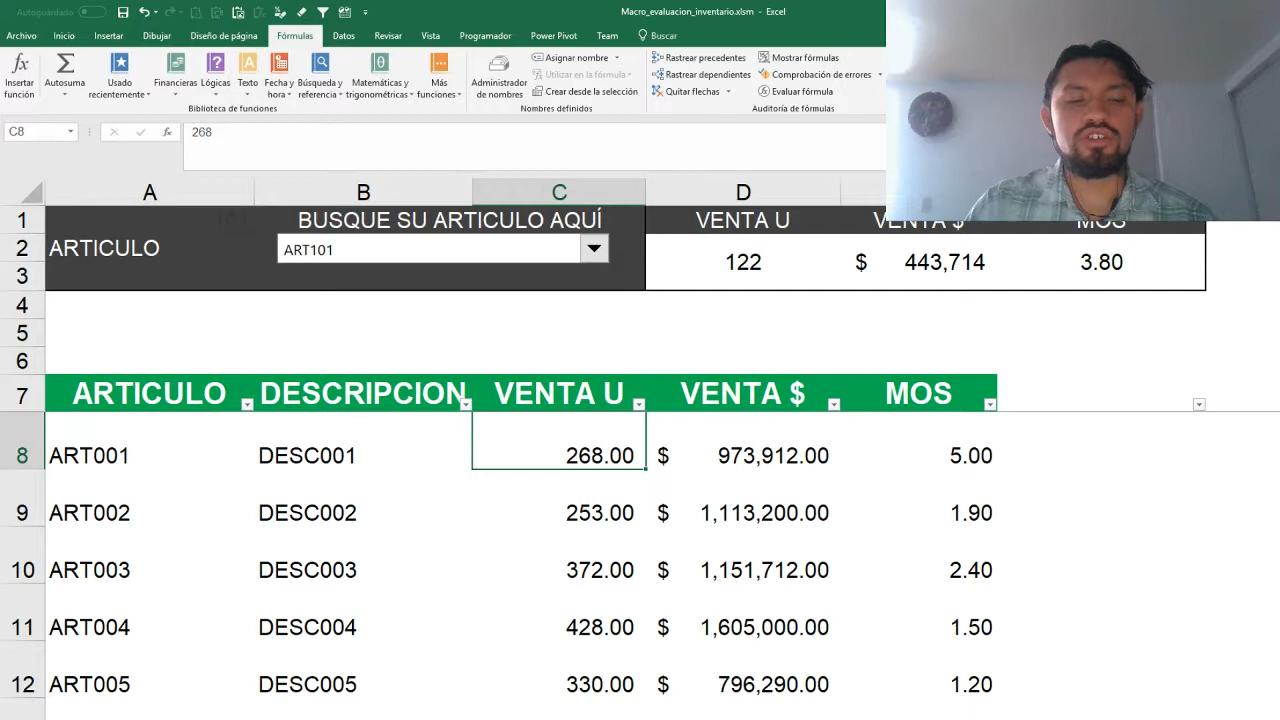 Autoguardado
Macro_evaluacion_inventario.xlsm - Excel
Archivo Inicio Insertar Dibujar Diseño de página Fórmulas Datos Revisar Vista Programador Power Pivot Team Buscar
Insertar función
Autosuma
Usado recientemente
Financieras
Lógicas
Texto
Fecha y hora
Búsqueda y referencia
Matemáticas y trigonométricas
Más funciones
Biblioteca de funciones
Administrador de nombres
Asignar nombre
Utilizar en la fórmula
Crear desde la selección
Nombres definidos
Rastrear precedentes
Rastrear dependientes
Quitar flechas
Mostrar fórmulas
Comprobación de errores
Evaluar fórmula
Auditoría de fórmulas
C8 fx 268
A B C D
1 BUSQUE SU ARTICULO AQUÍ VENTA U VENTA $ MOS
2 ARTICULO ART101 122 $ 443,714 3.80
3
4
5
6
7 ARTICULO DESCRIPCION VENTA U VENTA $ MOS
8 ART001 DESC001 268.00 $ 973,912.00 5.00
9 ART002 DESC002 253.00 $ 1,113,200.00 1.90
10 ART003 DESC003 372.00 $ 1,151,712.00 2.40
11 ART004 DESC004 428.00 $ 1,605,000.00 1.50
12 ART005 DESC005 330.00 $ 796,290.00 1.20